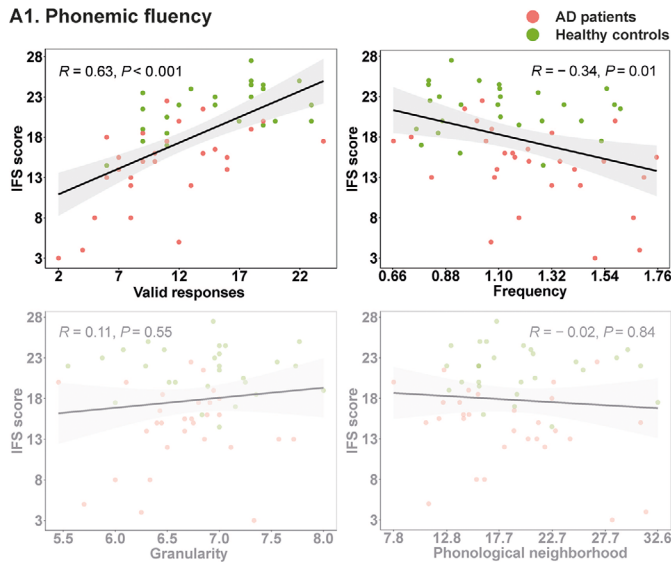 A1. Phonemic fluency
AD patients
Healthy controls
R = 0.63, P < 0.001
IFS score
28
23
18
13
8
3
2 7 12 17 22
Valid responses
R = − 0.34, P = 0.01
IFS score
28
23
18
13
8
3
0.66 0.88 1.10 1.32 1.54 1.76
Frequency
R = 0.11, P = 0.55
IFS score
28
23
18
13
8
3
5.5 6.0 6.5 7.0 7.5 8.0
Granularity
R = − 0.02, P = 0.84
IFS score
28
23
18
13
8
3
7.8 12.8 17.7 22.7 27.7 32.6
Phonological neighborhood